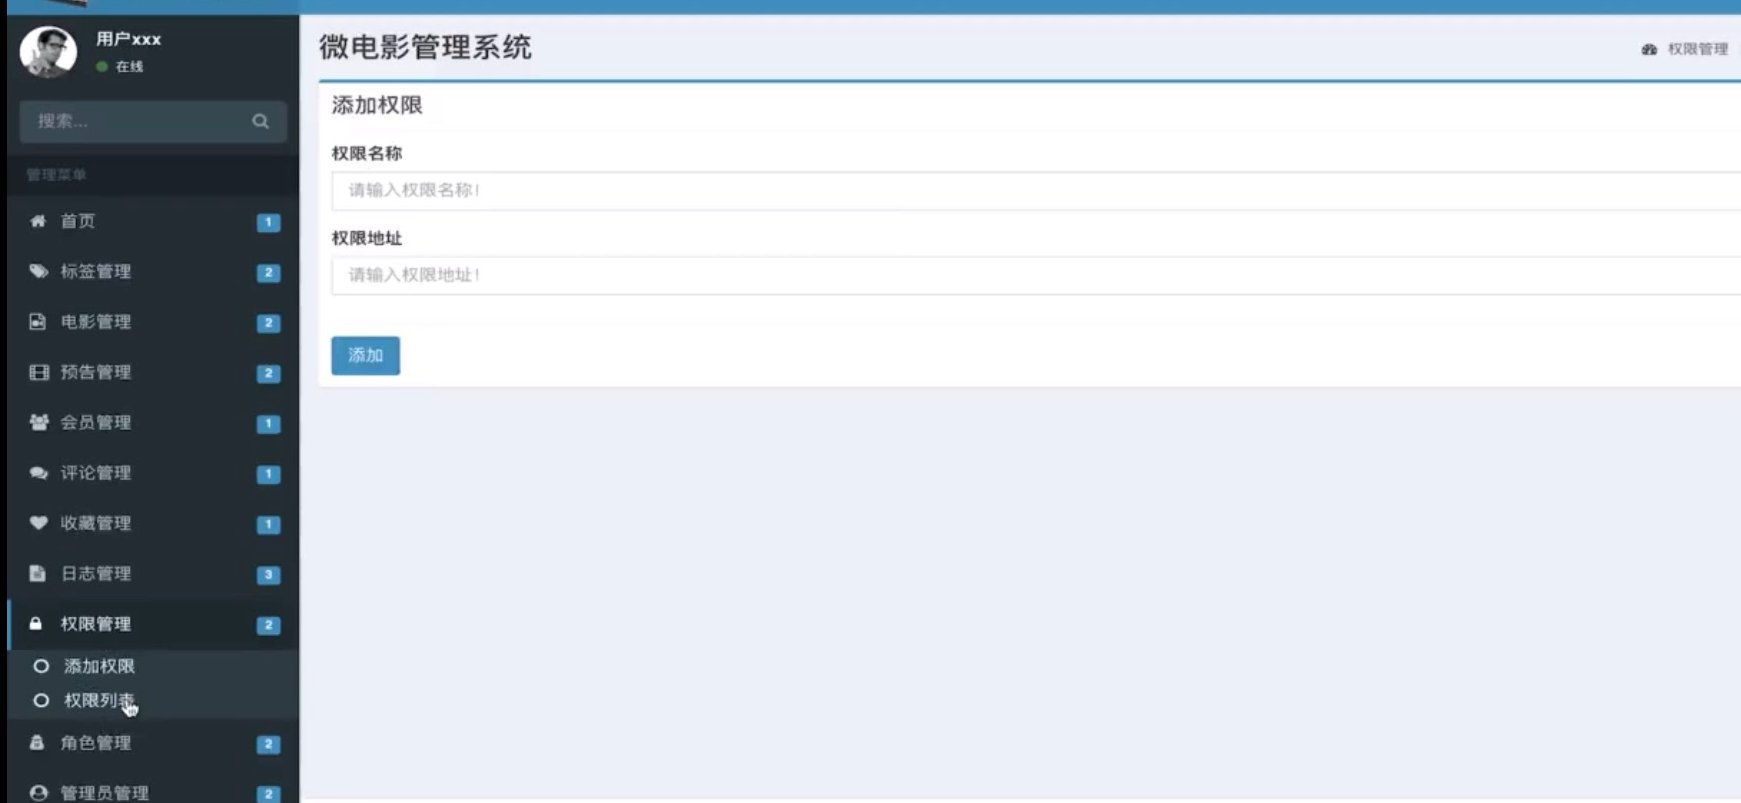 用户xxx
在线
搜索...
管理菜单
首页 1
标签管理 2
电影管理 2
预告管理 2
会员管理 1
评论管理 1
收藏管理 1
日志管理 3
权限管理 2
添加权限
权限列表
角色管理 2
管理员管理 2
微电影管理系统
权限管理
添加权限
权限名称
请输入权限名称！
权限地址
请输入权限地址！
添加